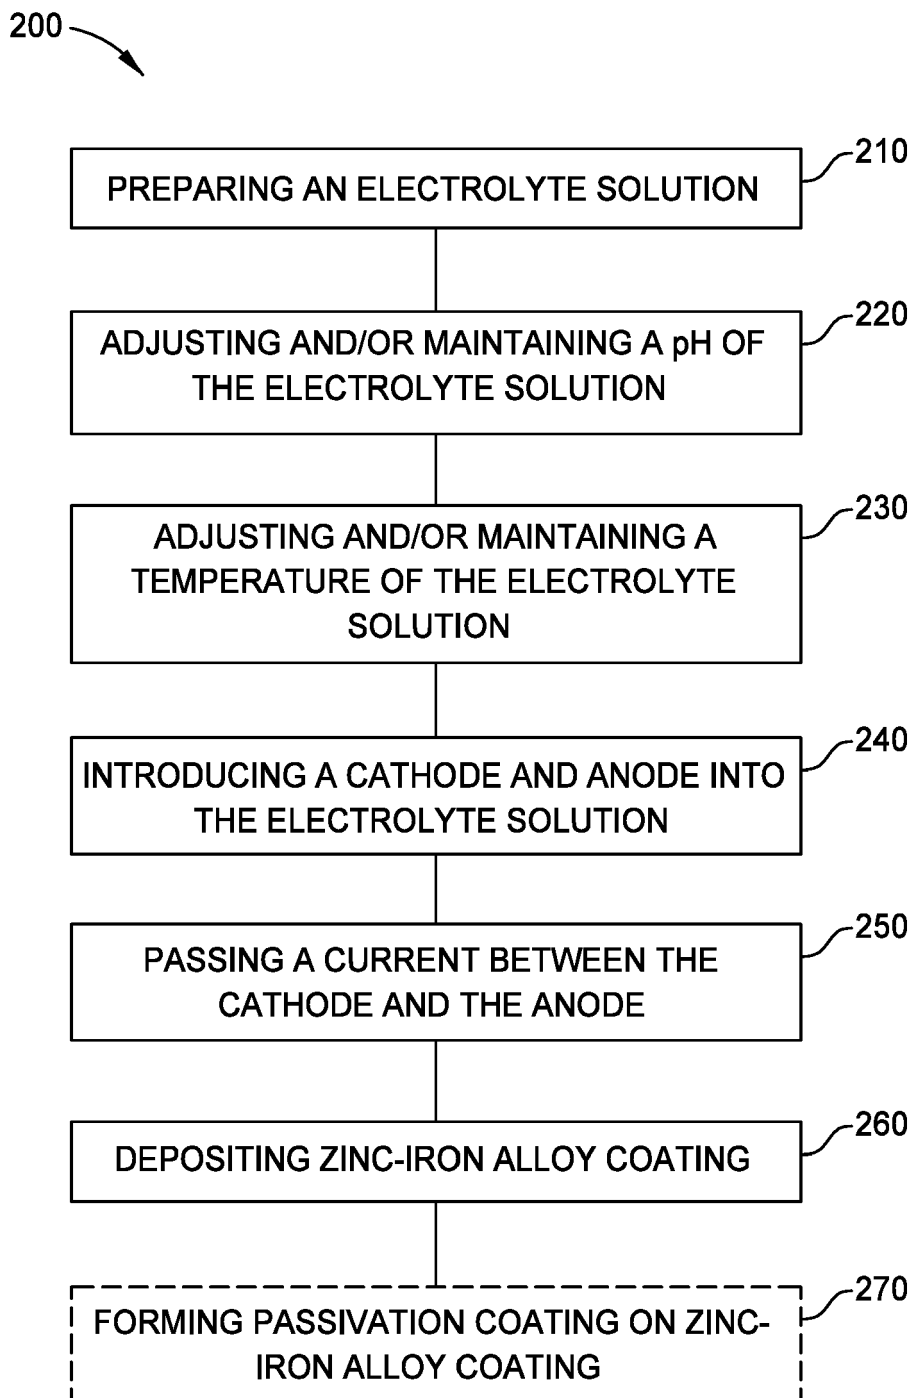 200
210
PREPARING AN ELECTROLYTE SOLUTION
220
ADJUSTING AND/OR MAINTAINING A pH OF
THE ELECTROLYTE SOLUTION
230
ADJUSTING AND/OR MAINTAINING A
TEMPERATURE OF THE ELECTROLYTE
SOLUTION
240
INTRODUCING A CATHODE AND ANODE INTO
THE ELECTROLYTE SOLUTION
250
PASSING A CURRENT BETWEEN THE
CATHODE AND THE ANODE
260
DEPOSITING ZINC-IRON ALLOY COATING
270
FORMING PASSIVATION COATING ON ZINC-
IRON ALLOY COATING